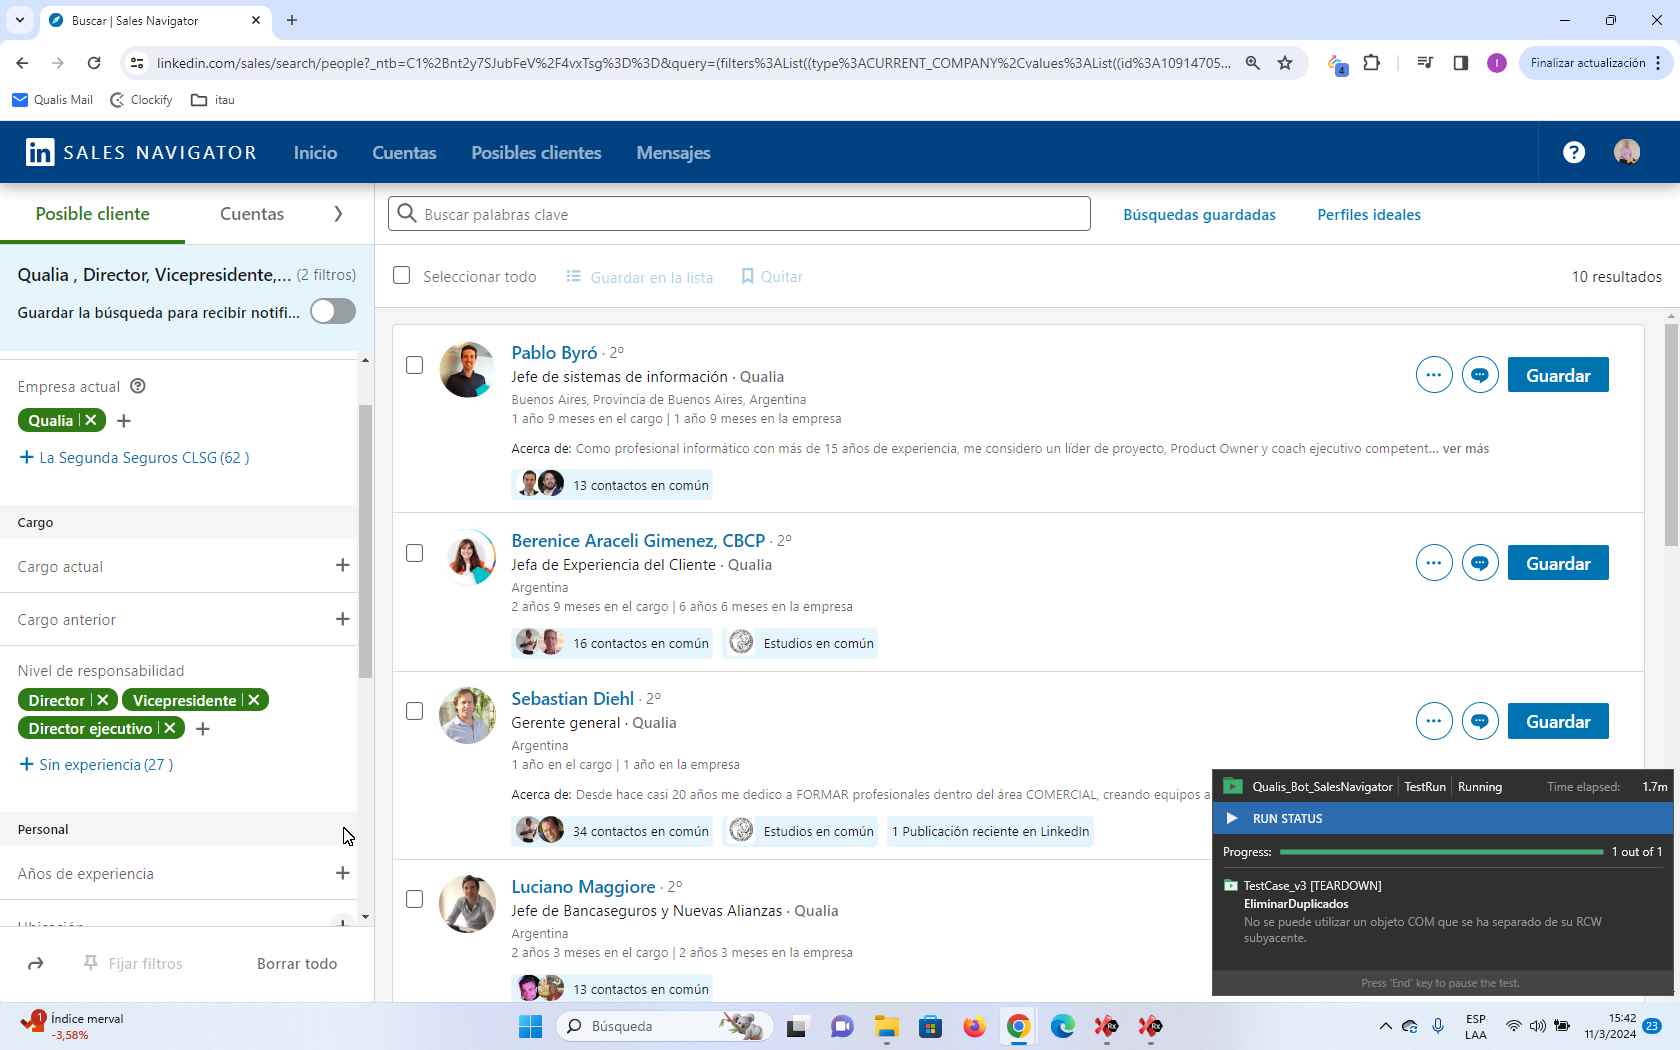 Buscar | Sales Navigator
linkedin.com/sales/search/people?_ntb=C1%2Bnt2y7SJubFeV%2F4vxTsg%3D%3D&query=(filters%3AList((type%3ACURRENT_COMPANY%2Cvalues%3AList((id%3A10914705...
4
I
Finalizar actualización
Qualis Mail
Clockify
itau
in SALES NAVIGATOR
Inicio
Cuentas
Posibles clientes
Mensajes
?
Posible cliente
Cuentas
Buscar palabras clave
Búsquedas guardadas
Perfiles ideales
Qualia , Director, Vicepresidente,... (2 filtros)
Guardar la búsqueda para recibir notifi...
Seleccionar todo
Guardar en la lista
Quitar
10 resultados
Empresa actual ?
Qualia
+ La Segunda Seguros CLSG (62 )
Cargo
Cargo actual
Cargo anterior
Nivel de responsabilidad
Director
Vicepresidente
Director ejecutivo
+ Sin experiencia (27 )
Personal
Años de experiencia
Ubicación
Fijar filtros
Borrar todo
Pablo Byró · 2º
Jefe de sistemas de información · Qualia
Buenos Aires, Provincia de Buenos Aires, Argentina
1 año 9 meses en el cargo | 1 año 9 meses en la empresa
Acerca de: Como profesional informático con más de 15 años de experiencia, me considero un líder de proyecto, Product Owner y coach ejecutivo competent... ver más
13 contactos en común
Guardar
Berenice Araceli Gimenez, CBCP · 2º
Jefa de Experiencia del Cliente · Qualia
Argentina
2 años 9 meses en el cargo | 6 años 6 meses en la empresa
16 contactos en común
Estudios en común
Guardar
Sebastian Diehl · 2º
Gerente general · Qualia
Argentina
1 año en el cargo | 1 año en la empresa
Acerca de: Desde hace casi 20 años me dedico a FORMAR profesionales dentro del área COMERCIAL, creando equipos a
34 contactos en común
Estudios en común
1 Publicación reciente en LinkedIn
Guardar
Luciano Maggiore · 2º
Jefe de Bancaseguros y Nuevas Alianzas · Qualia
Argentina
2 años 3 meses en el cargo | 2 años 3 meses en la empresa
13 contactos en común
Qualis_Bot_SalesNavigator | TestRun | Running
Time elapsed: 1.7m
RUN STATUS
Progress:
1 out of 1
TestCase_v3 [TEARDOWN]
EliminarDuplicados
No se puede utilizar un objeto COM que se ha separado de su RCW
subyacente.
Press 'End' key to pause the test.
1
Índice merval
-3,58%
Búsqueda
Rx
Rx
ESP
LAA
15:42
11/3/2024
23